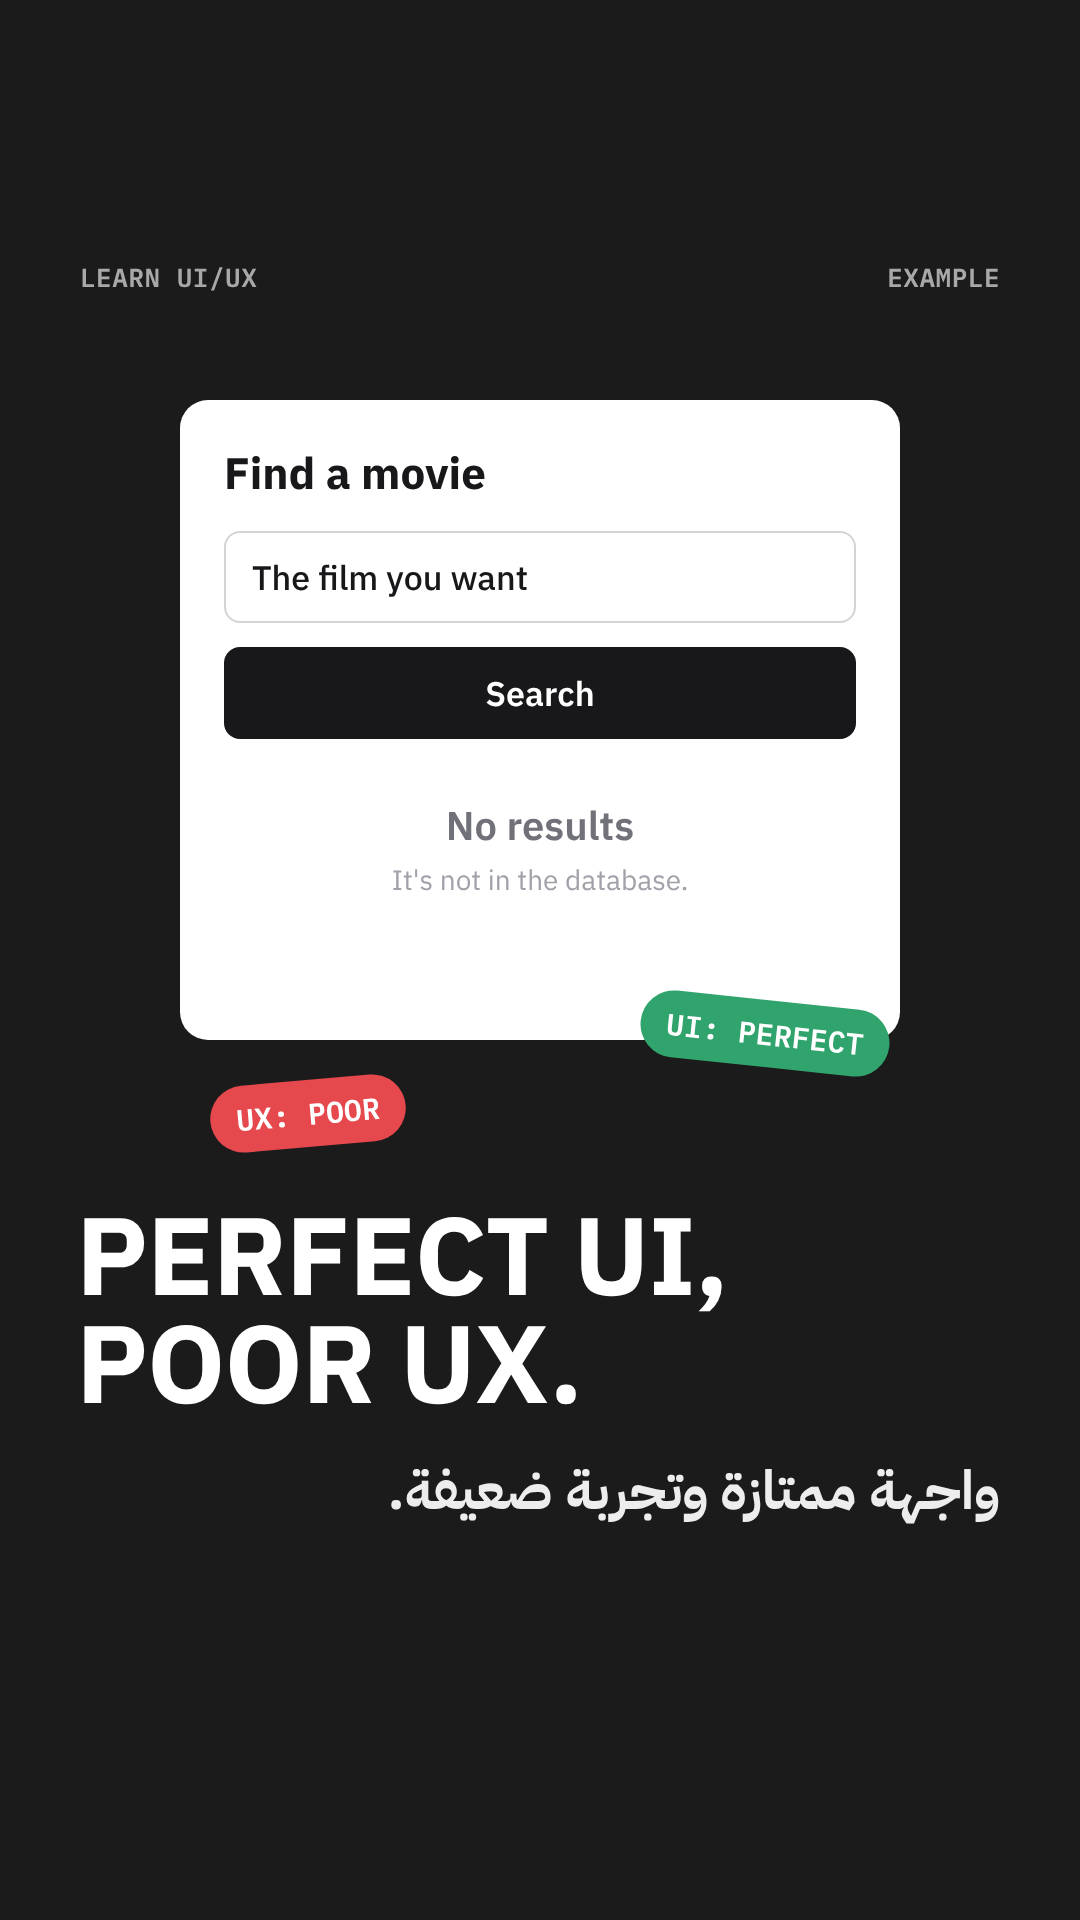 LEARN UI/UX
EXAMPLE
Find a movie
The film you want
Search
No results
It's not in the database.
UI: PERFECT
UX: POOR
PERFECT UI,
POOR UX.
واجهة ممتازة وتجربة ضعيفة.